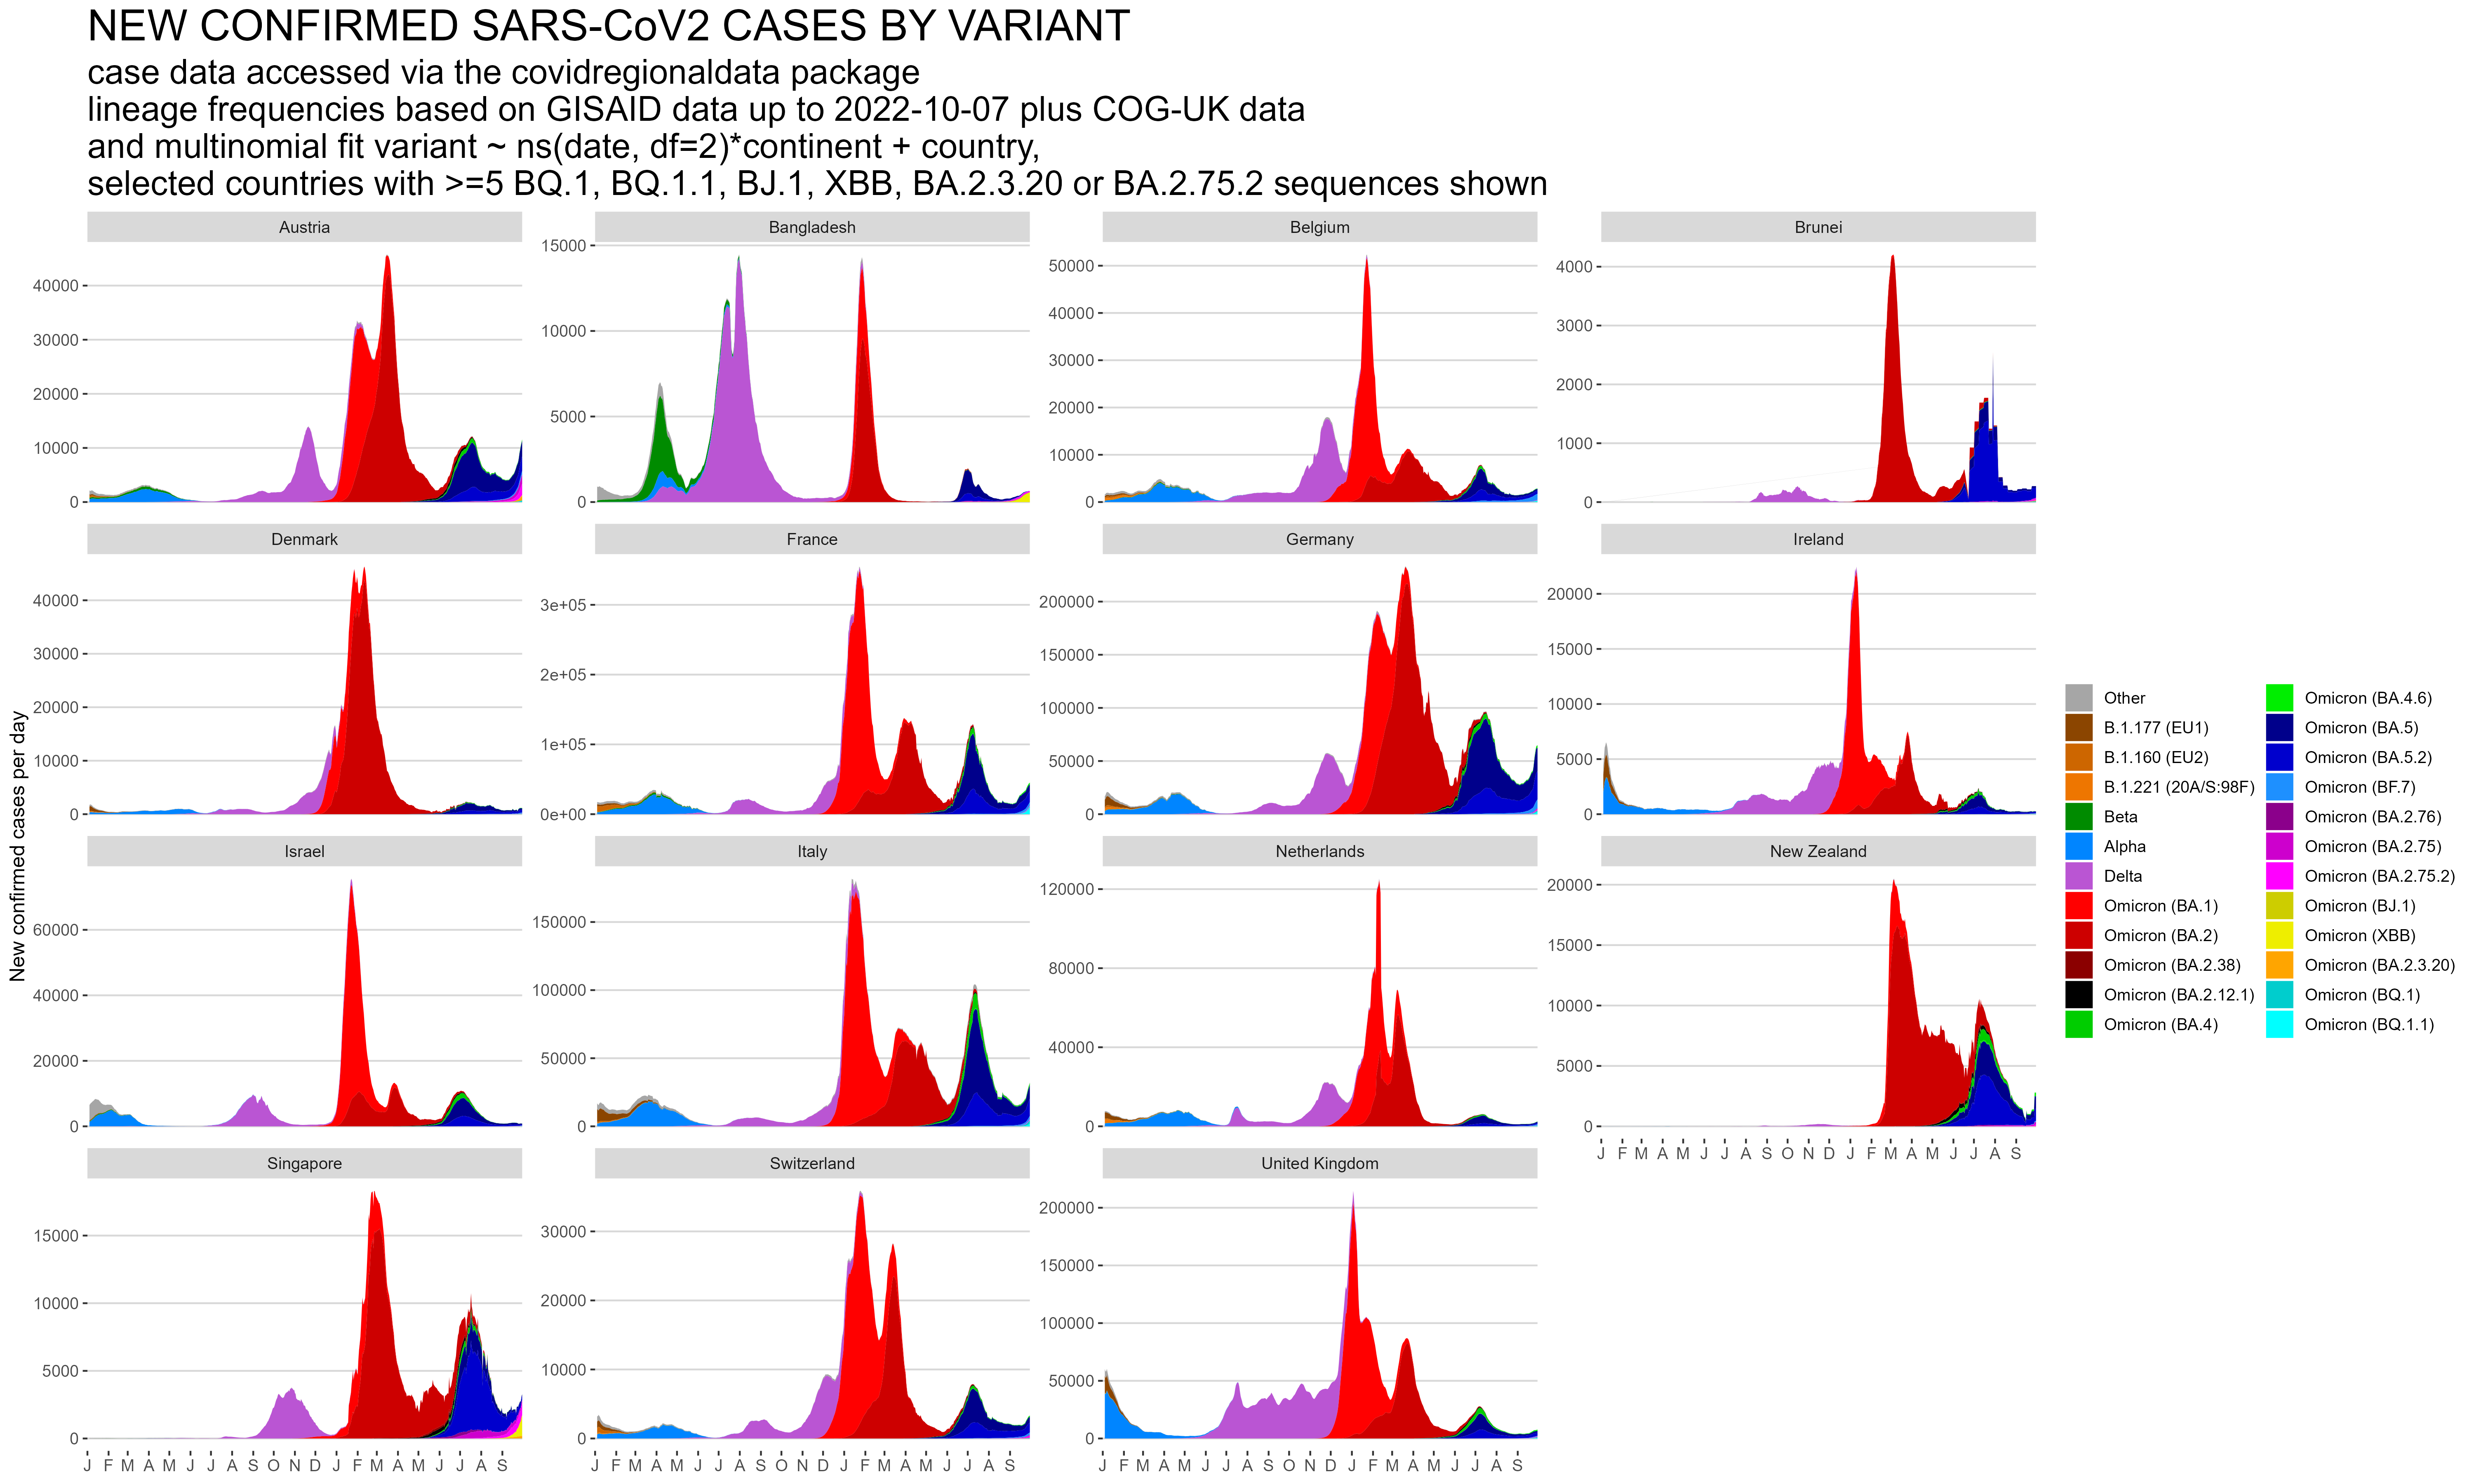 NEW CONFIRMED SARS-CoV2 CASES BY VARIANT
case data accessed via the covidregionaldata package
lineage frequencies based on GISAID data up to 2022-10-07 plus COG-UK data
and multinomial fit variant ~ ns(date, df=2)*continent + country,
selected countries with >=5 BQ.1, BQ.1.1, BJ.1, XBB, BA.2.3.20 or BA.2.75.2 sequences shown
New confirmed cases per day
Austria
40000
30000
20000
10000
0
Bangladesh
15000
10000
5000
0
Belgium
50000
40000
30000
20000
10000
0
Brunei
4000
3000
2000
1000
0
Denmark
40000
30000
20000
10000
0
France
3e+05
2e+05
1e+05
0e+00
Germany
200000
150000
100000
50000
0
Ireland
20000
15000
10000
5000
0
Israel
60000
40000
20000
0
Italy
150000
100000
50000
0
Netherlands
120000
80000
40000
0
New Zealand
20000
15000
10000
5000
0
J F M A M J J A S O N D J F M A M J J A S
Singapore
15000
10000
5000
0
J F M A M J J A S O N D J F M A M J J A S
Switzerland
30000
20000
10000
0
J F M A M J J A S O N D J F M A M J J A S
United Kingdom
200000
150000
100000
50000
0
J F M A M J J A S O N D J F M A M J J A S
Other
B.1.177 (EU1)
B.1.160 (EU2)
B.1.221 (20A/S:98F)
Beta
Alpha
Delta
Omicron (BA.1)
Omicron (BA.2)
Omicron (BA.2.38)
Omicron (BA.2.12.1)
Omicron (BA.4)
Omicron (BA.4.6)
Omicron (BA.5)
Omicron (BA.5.2)
Omicron (BF.7)
Omicron (BA.2.76)
Omicron (BA.2.75)
Omicron (BA.2.75.2)
Omicron (BJ.1)
Omicron (XBB)
Omicron (BA.2.3.20)
Omicron (BQ.1)
Omicron (BQ.1.1)